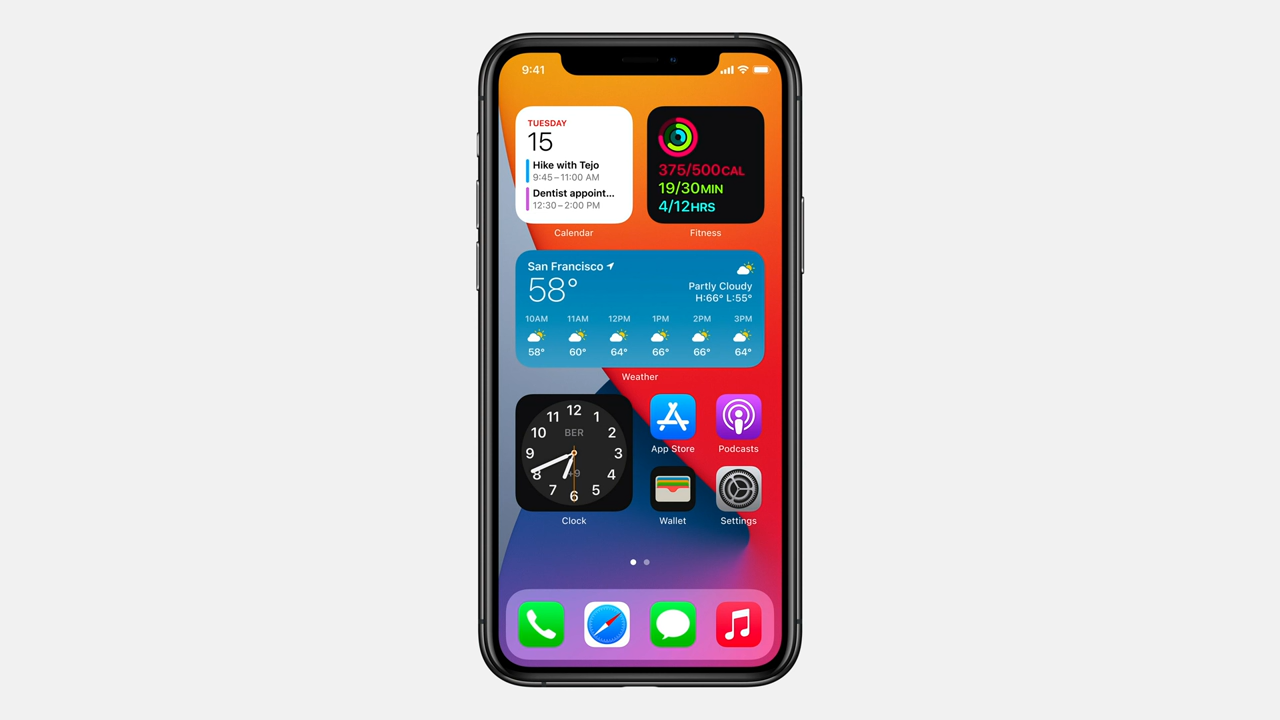 9:41
TUESDAY
15
Hike with Tejo
9:45 – 11:00 AM
Dentist appoint...
12:30 – 2:00 PM
Calendar
375/500CAL
19/30MIN
4/12HRS
Fitness
San Francisco
58°
Partly Cloudy
H:66° L:55°
10AM 11AM 12PM 1PM 2PM 3PM
58° 60° 64° 66° 66° 64°
Weather
12
11 1
BER
10 2
9 3
8 +9 4
7 5
6
Clock
App Store Podcasts
Wallet Settings